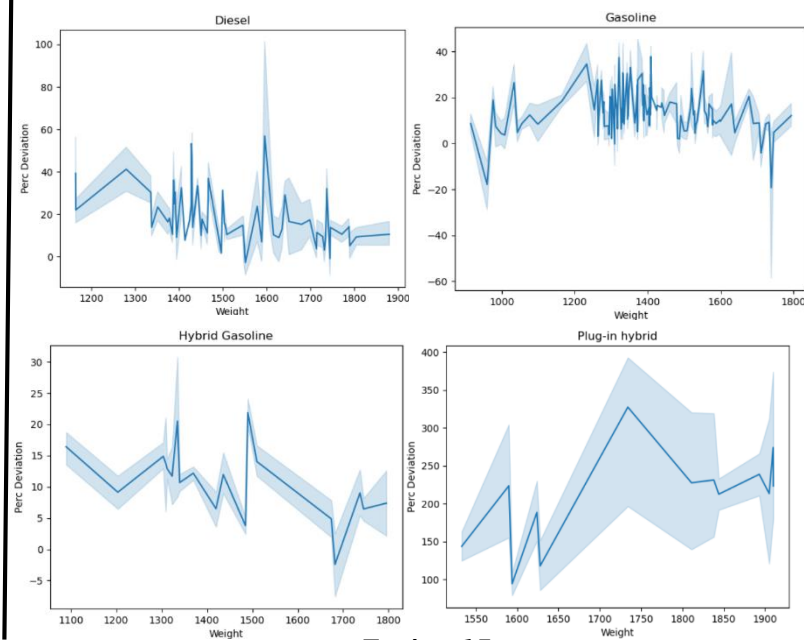 Diesel
Perc Deviation
100
80
60
40
20
0
1200 1300 1400 1500 1600 1700 1800 1900
Weight
Gasoline
Perc Deviation
40
20
0
−20
−40
−60
1000 1200 1400 1600 1800
Weight
Hybrid Gasoline
Perc Deviation
30
25
20
15
10
5
0
−5
1100 1200 1300 1400 1500 1600 1700 1800
Weight
Plug-in hybrid
Perc Deviation
400
350
300
250
200
150
100
1550 1600 1650 1700 1750 1800 1850 1900
Weight